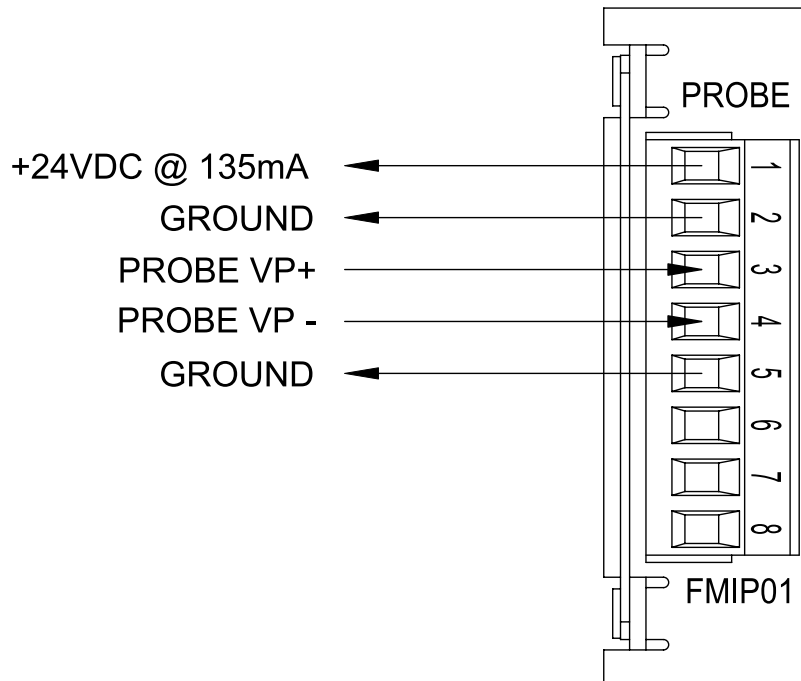 PROBE
+24VDC @ 135mA
1
GROUND
2
PROBE VP+
3
PROBE VP -
4
GROUND
5
6
7
8
FMIP01